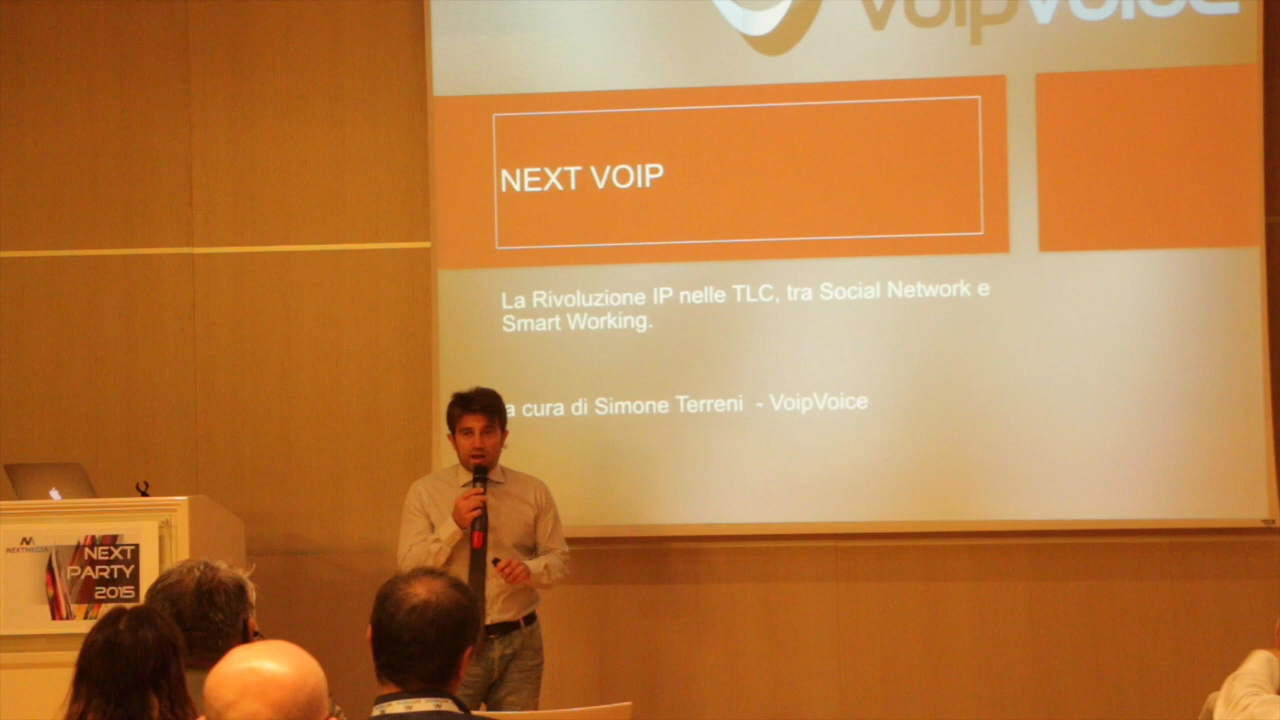 voipvoice
NEXT VOIP
La Rivoluzione IP nelle TLC, tra Social Network e
Smart Working.
a cura di Simone Terreni - VoipVoice
NEXTMEDIA
NEXT
PARTY
2015